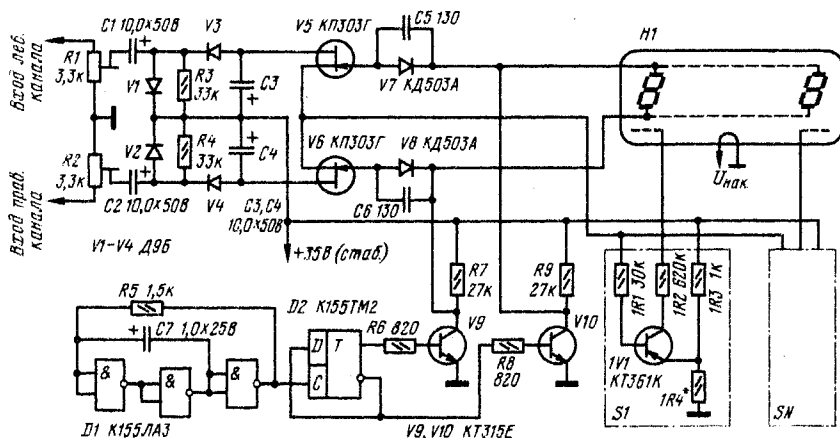 Вход лев. канала
R1
3,3к
C1 10,0×50В
+
V1
V3
R3
33к
C3
+
V2
R4
33к
C4
+
V4
R2
3,3к
+
C2 10,0×50В
Вход прав. канала
C3, C4
10,0×50В
V1–V4 Д9Б
+35В (стаб.)
V5 КП303Г
C5 130
V7 КД503А
V6 КП303Г
V8 КД503А
C6 130
H1
Uнак.
R7
27к
R9
27к
V9
V10
R5 1,5к
+
C7 1,0×25В
&
&
&
D1 К155ЛА3
D2 К155ТМ2
D
T
C
R6 820
R8
820
V9, V10 КТ315Е
1R1 30к
1R2 620к
1R3 1к
1V1
КТ361К
1R4*
S1
SN